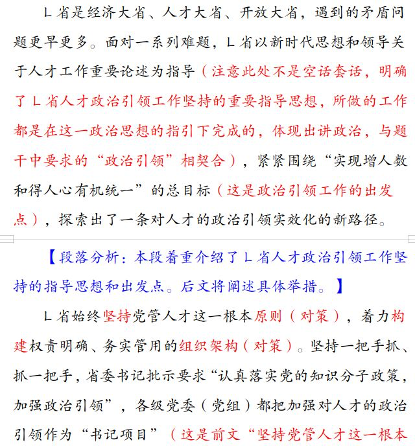 L 省是经济大省、人才大省、开放大省，遇到的矛盾问
题更早更多。面对一系列难题，L 省以新时代思想和领导关
于人才工作重要论述为指导（注意此处不是空话套话，明确
了 L 省人才政治引领工作坚持的重要指导思想，所做的工作
都是在这一政治思想的指引下完成的，体现出讲政治，与题
干中要求的“政治引领”相契合），紧紧围绕“实现增人数
和得人心有机统一”的总目标（这是政治引领工作的出发
点），探索出了一条对人才的政治引领实效化的新路径。
【段落分析：本段着重介绍了 L 省人才政治引领工作坚
持的指导思想和出发点。后文将阐述具体举措。】
L 省始终坚持党管人才这一根本原则（对策），着力构
建权责明确、务实管用的组织架构（对策）。坚持一把手抓、
抓一把手，省委书记批示要求“认真落实党的知识分子政策，
加强政治引领”，各级党委（党组）都把加强对人才的政治
引领作为“书记项目”（这是前文“坚持党管人才这一根本